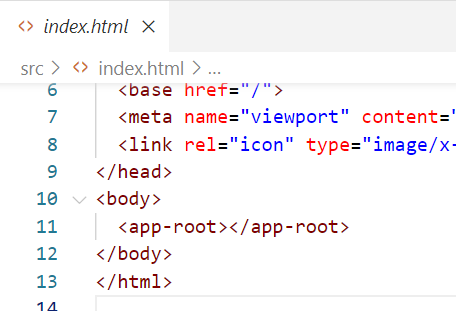 index.html
src > index.html > ...
6 <base href="/">
7 <meta name="viewport" content="
8 <link rel="icon" type="image/x-
9 </head>
10 <body>
11 <app-root></app-root>
12 </body>
13 </html>
14